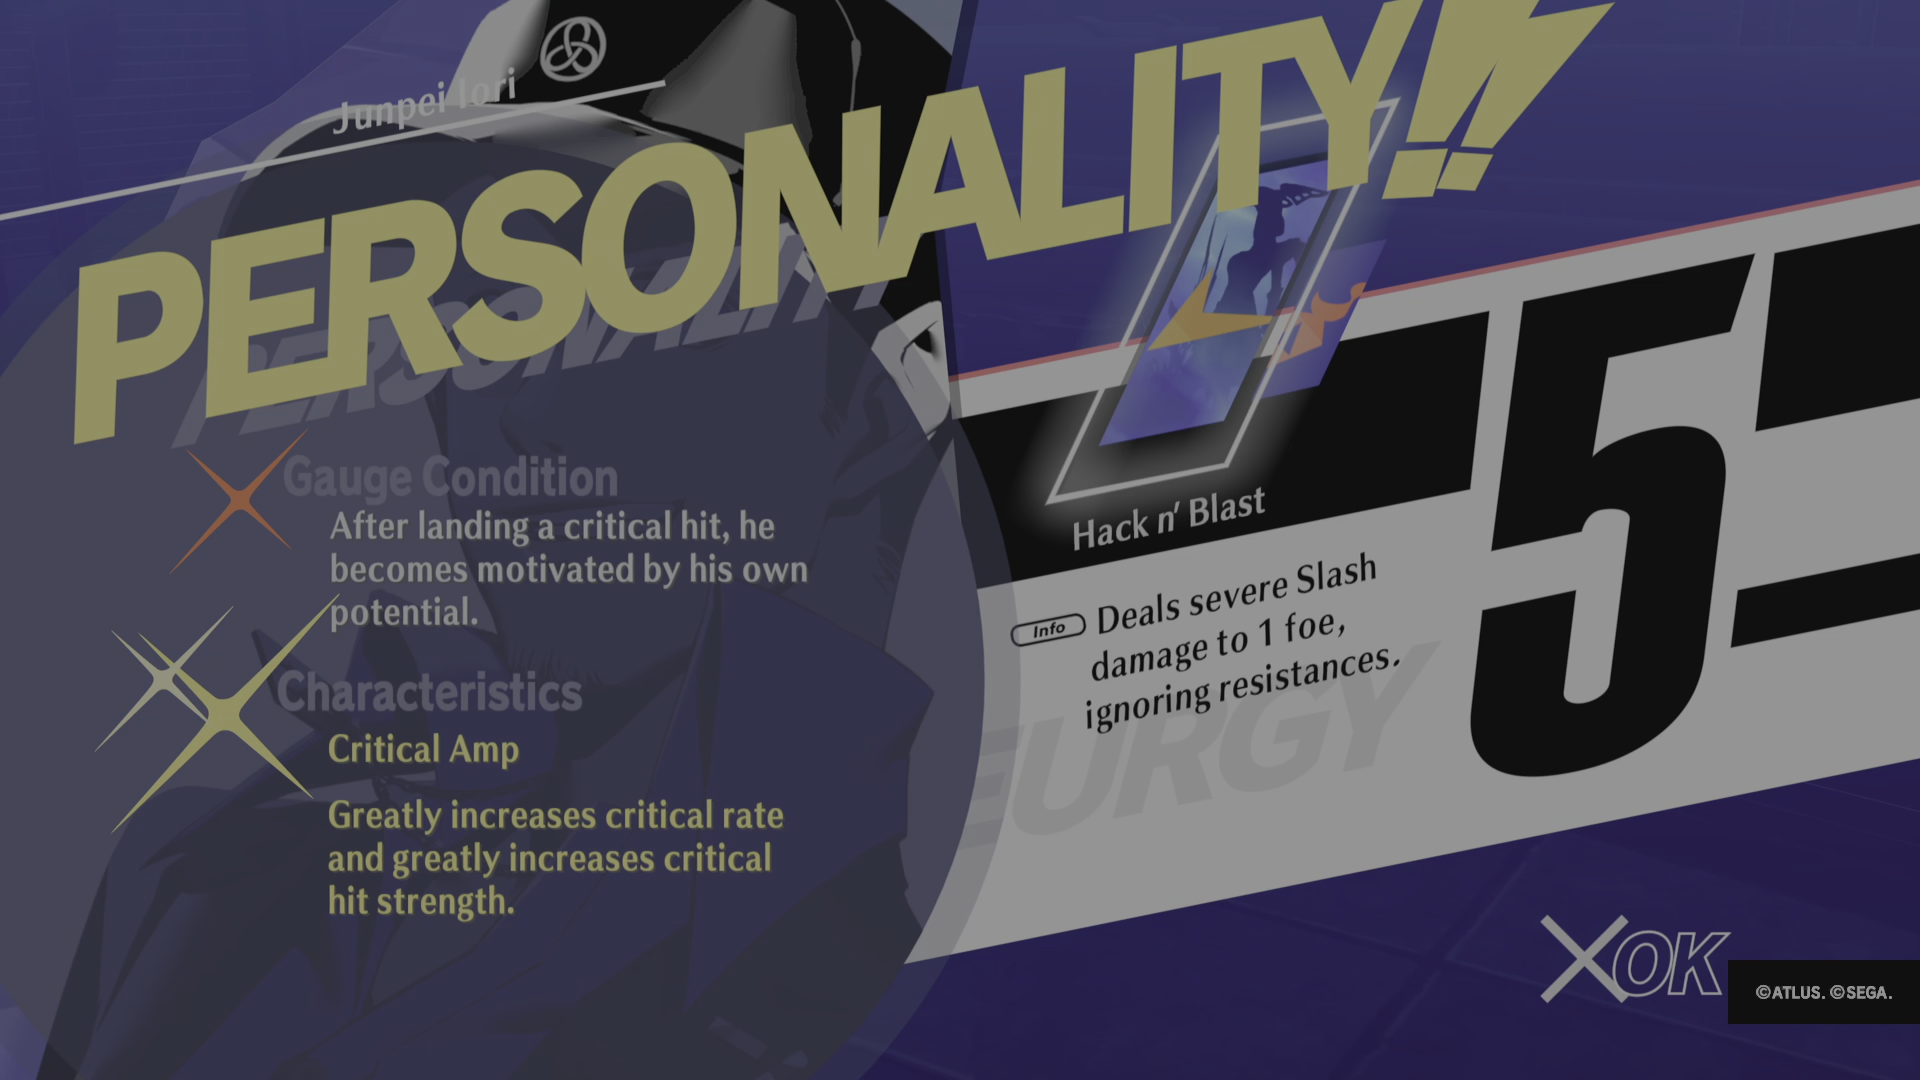 Junpei Iori
PERSONALITY!!
PERSONALITY
Gauge Condition
After landing a critical hit, he
becomes motivated by his own
potential.
Characteristics
Critical Amp
Greatly increases critical rate
and greatly increases critical
hit strength.
Hack n' Blast
Info Deals severe Slash
damage to 1 foe,
ignoring resistances.
EURGY
5
OK
©ATLUS. ©SEGA.